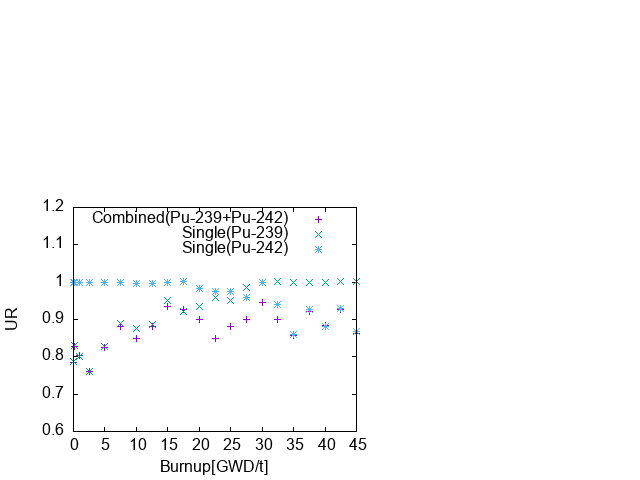 1.2
1.1
1
0.9
0.8
0.7
0.6
UR
Combined(Pu-239+Pu-242)
Single(Pu-239)
Single(Pu-242)
0 5 10 15 20 25 30 35 40 45
Burnup[GWD/t]